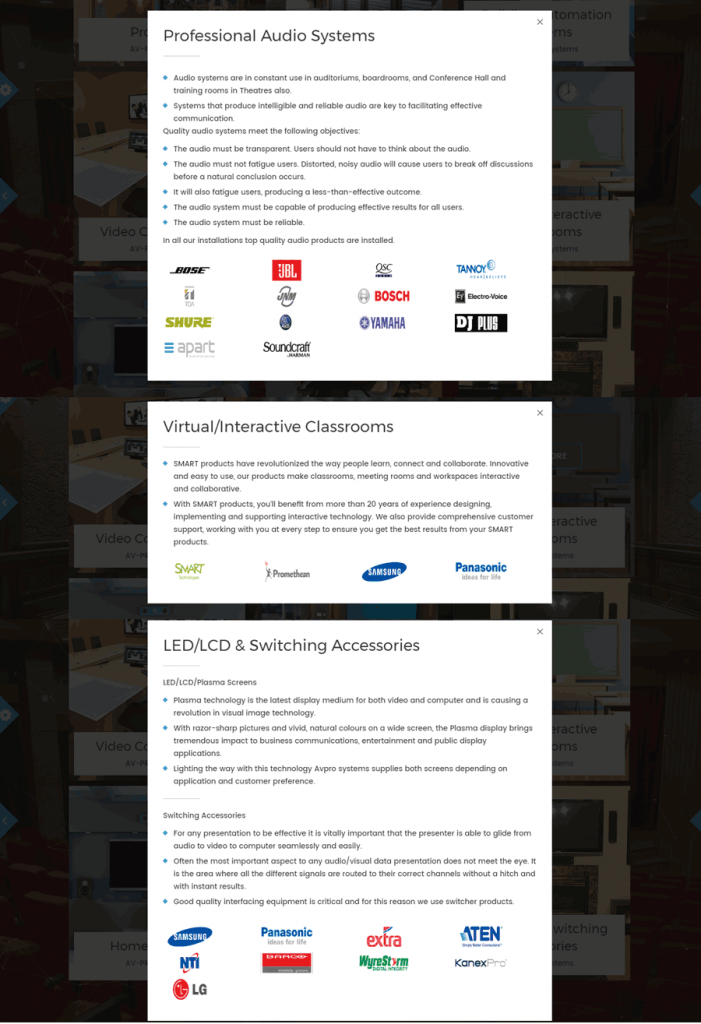 Professional Audio Systems
Audio systems are in constant use in auditoriums, boardrooms, and Conference Hall and
training rooms in Theatres also.
Systems that produce intelligible and reliable audio are key to facilitating effective
communication.
Quality audio systems meet the following objectives:
The audio must be transparent. Users should not have to think about the audio.
The audio must not fatigue users. Distorted, noisy audio will cause users to break off discussions
before a natural conclusion occurs.
It will also fatigue users, producing a less-than-effective outcome.
The audio system must be capable of producing effective results for all users.
The audio system must be reliable.
In all our installations top quality audio products are installed.
BOSE JBL QSC TANNOY
TOA JNM BOSCH EV Electro-Voice
SHURE YAMAHA DJ PLUS
apart Soundcraft
BY HARMAN
Virtual/Interactive Classrooms
SMART products have revolutionized the way people learn, connect and collaborate. Innovative
and easy to use, our products make classrooms, meeting rooms and workspaces interactive
and collaborative.
With SMART products, you'll benefit from more than 20 years of experience designing,
implementing and supporting interactive technology. We also provide comprehensive customer
support, working with you at every step to ensure you get the best results from your SMART
products.
SMART Promethean SAMSUNG Panasonic
Technologies ideas for life
LED/LCD & Switching Accessories
LED/LCD/Plasma Screens
Plasma technology is the latest display medium for both video and computer and is causing a
revolution in visual image technology.
With razor-sharp pictures and vivid, natural colours on a wide screen, the Plasma display brings
tremendous impact to business communications, entertainment and public display
applications.
Lighting the way with this technology Avpro systems supplies both screens depending on
application and customer preference.
Switching Accessories
For any presentation to be effective it is vitally important that the presenter is able to glide from
audio to video to computer seamlessly and easily.
Often the most important aspect to any audio/visual data presentation does not meet the eye. It
is the area where all the different signals are routed to their correct channels without a hitch and
with instant results.
Good quality interfacing equipment is critical and for this reason we use switcher products.
SAMSUNG Panasonic extra ATEN
ideas for life Simply Better Connections
NTI BARCO WyreStorm KanexPro
DIGITAL INTEGRITY
LG